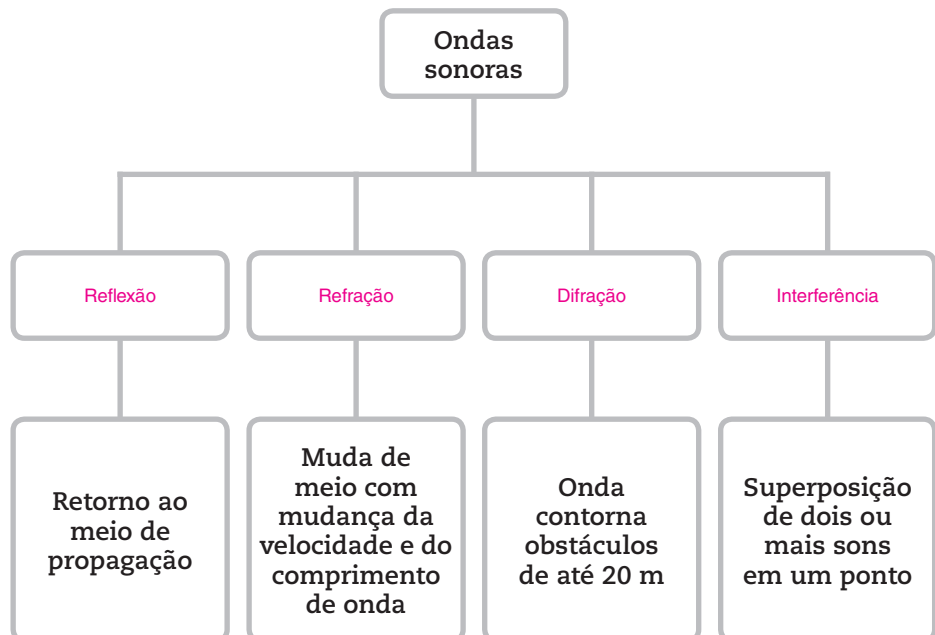 Ondas
sonoras
Reflexão
Refração
Difração
Interferência
Retorno ao
meio de
propagação
Muda de
meio com
mudança da
velocidade e do
comprimento
de onda
Onda
contorna
obstáculos
de até 20 m
Superposição
de dois ou
mais sons
em um ponto